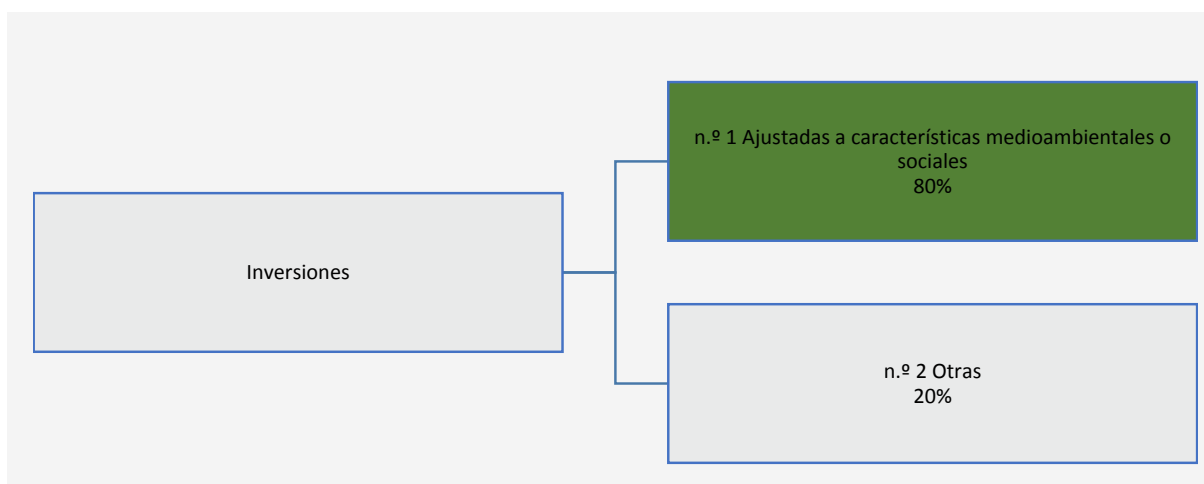 n.º 1 Ajustadas a características medioambientales o
sociales
80%
Inversiones
n.º 2 Otras
20%